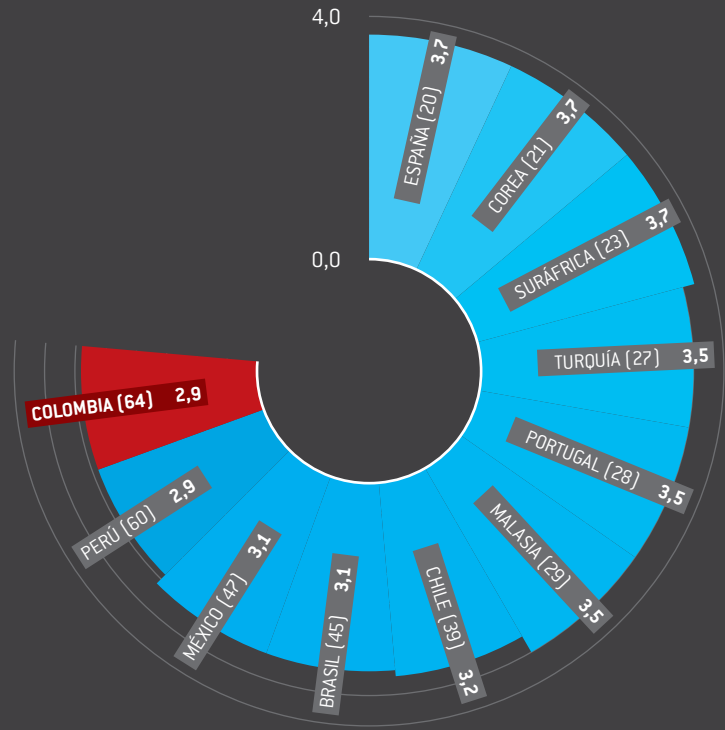 4,0
0,0
ESPAÑA (20) 3,7
COREA (21) 3,7
SURÁFRICA (23) 3,7
TURQUÍA (27) 3,5
PORTUGAL (28) 3,5
MALASIA (29) 3,5
CHILE (39) 3,2
BRASIL (45) 3,1
MÉXICO (47) 3,1
PERÚ (60) 2,9
COLOMBIA (64) 2,9